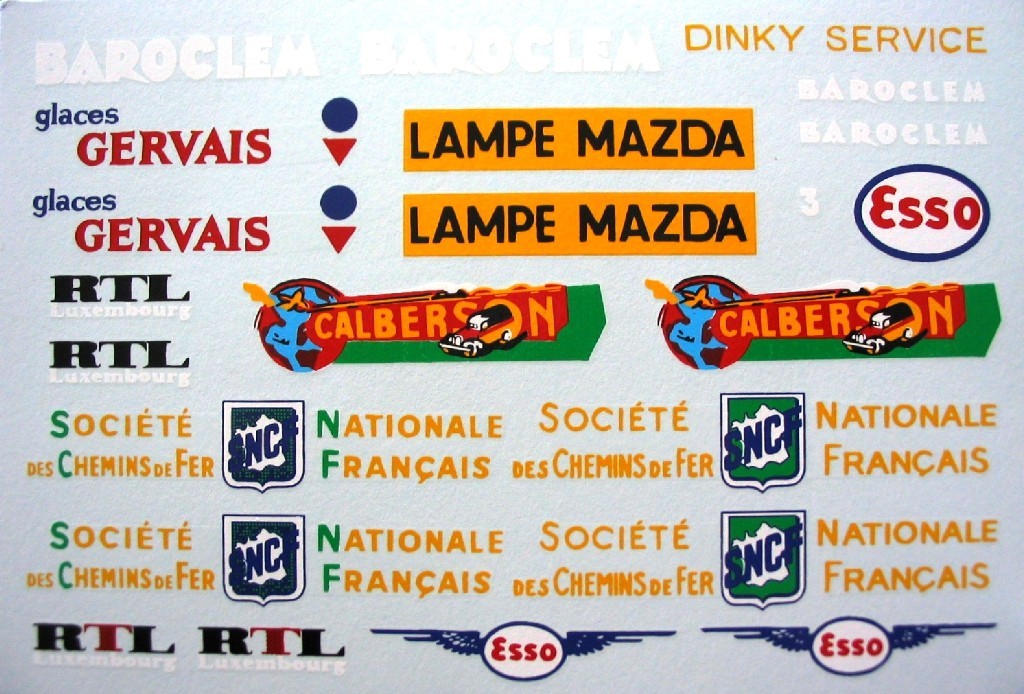 BAROCLEM BAROCLEM DINKY SERVICE
BAROCLEM
BAROCLEM
glaces
GERVAIS
LAMPE MAZDA
glaces
GERVAIS
LAMPE MAZDA
3
Esso
RTL
Luxembourg
RTL
Luxembourg
CALBERSON
CALBERSON
SOCIÉTÉ
DES CHEMINS DE FER
SNCF
NATIONALE
FRANÇAIS
SOCIÉTÉ
DES CHEMINS DE FER
SNCF
NATIONALE
FRANÇAIS
SOCIÉTÉ
DES CHEMINS DE FER
SNCF
NATIONALE
FRANÇAIS
SOCIÉTÉ
DES CHEMINS DE FER
SNCF
NATIONALE
FRANÇAIS
RTL
Luxembourg
RTL
Luxembourg
Esso
Esso